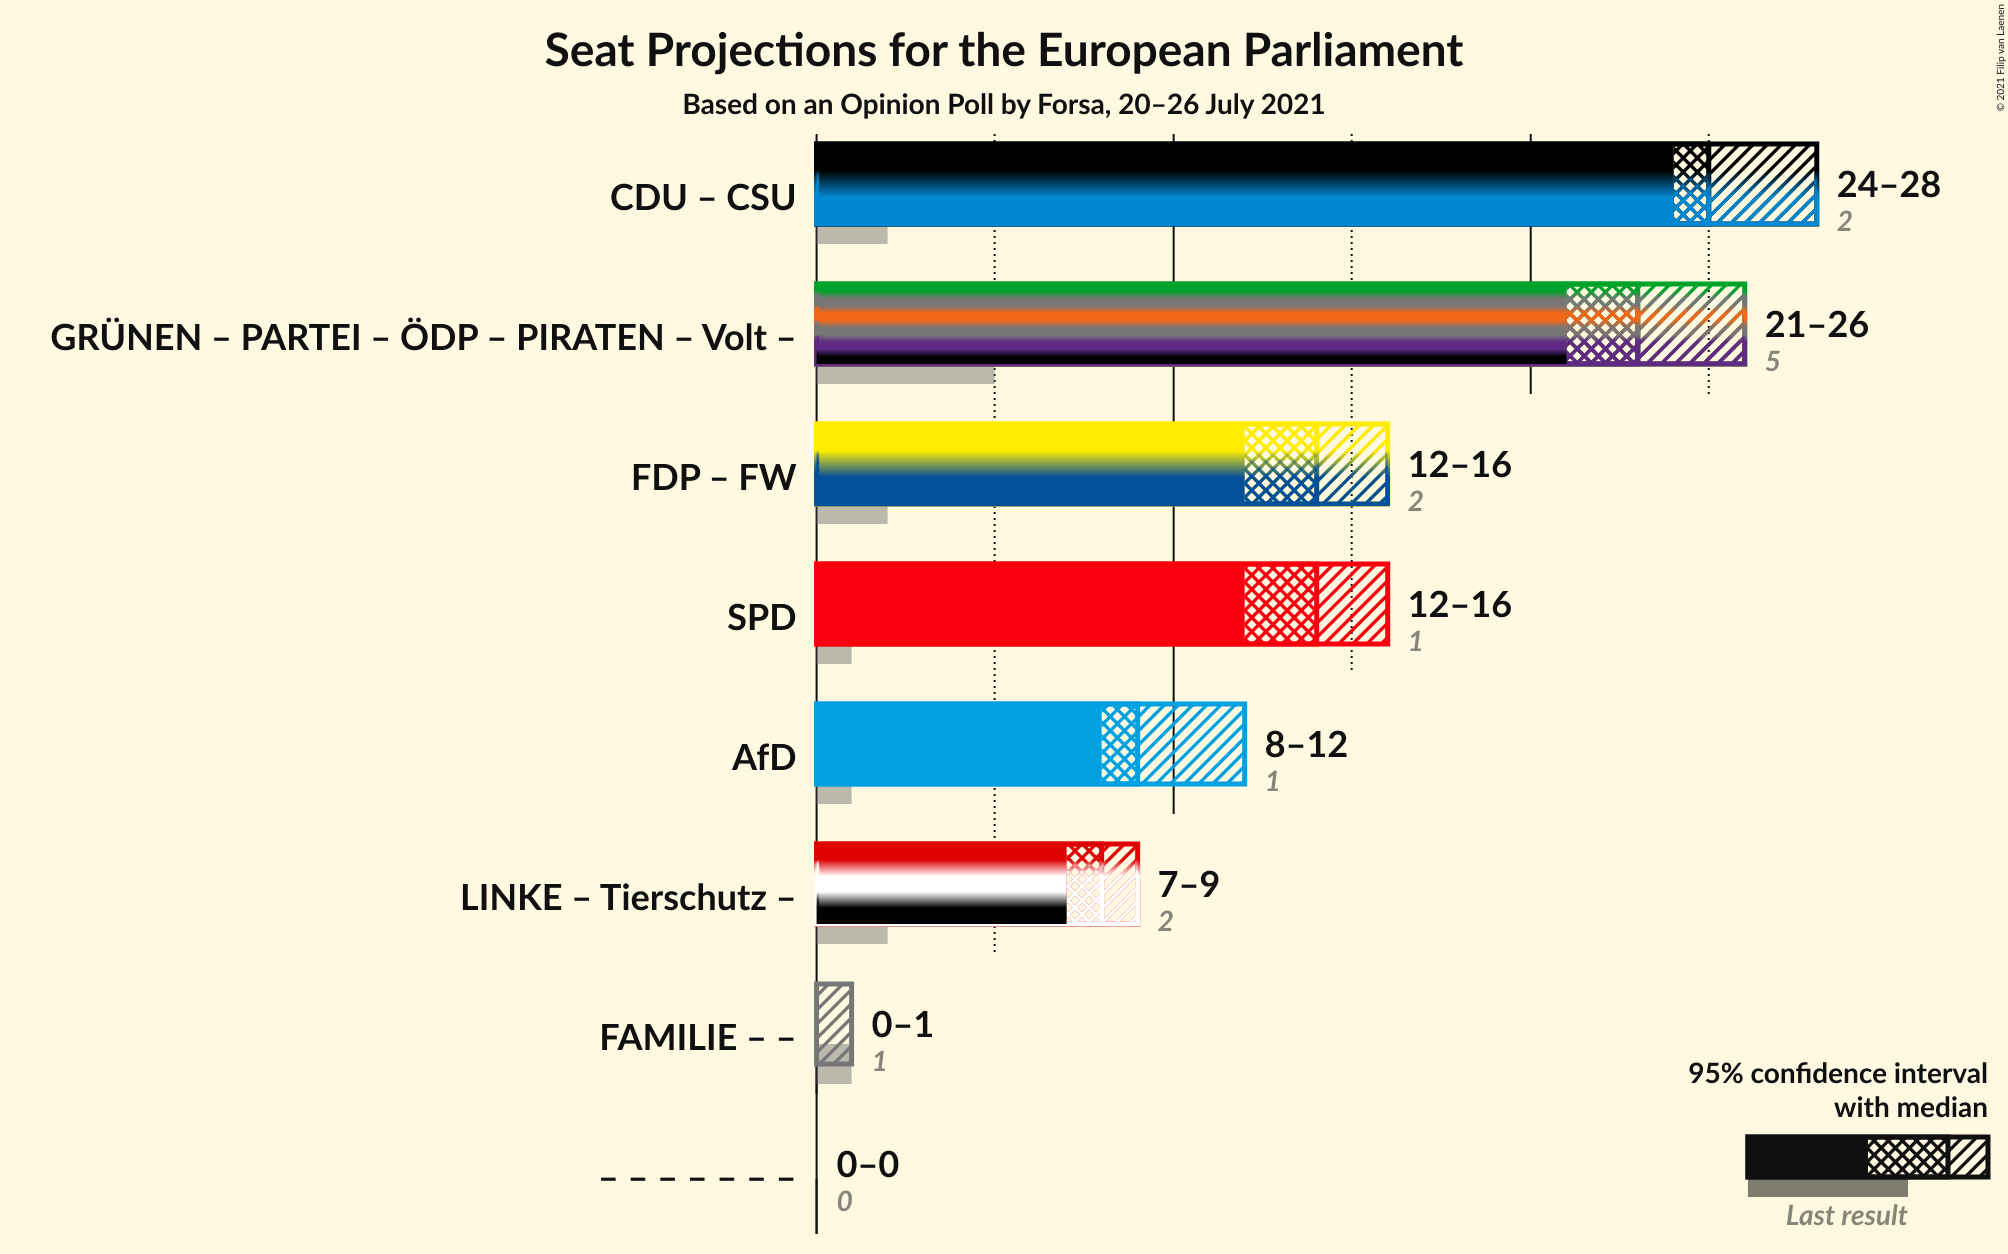 Seat Projections for the European Parliament
Based on an Opinion Poll by Forsa, 20–26 July 2021
© 2021 Filip van Laenen
CDU – CSU
24–28
2
GRÜNEN – PARTEI – ÖDP – PIRATEN – Volt –
21–26
5
FDP – FW
12–16
2
SPD
12–16
1
AfD
8–12
1
LINKE – Tierschutz –
7–9
2
FAMILIE – –
0–1
1
– – – – – – –
0–0
0
95% confidence interval
with median
Last result